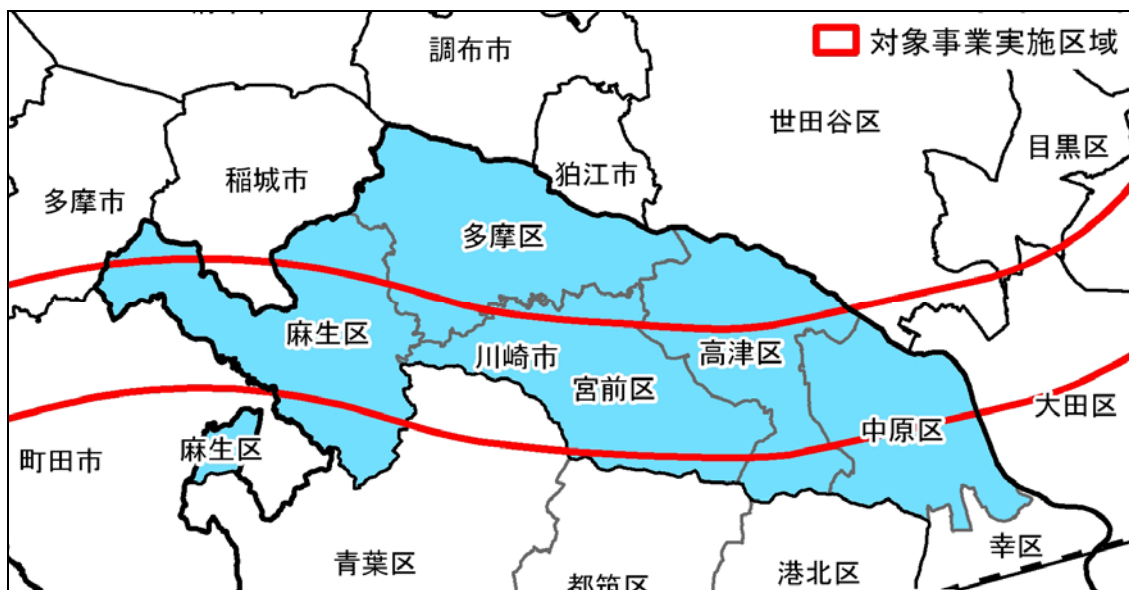 調布市
対象事業実施区域
世田谷区
目黒区
狛江市
稲城市
多摩市
多摩区
麻生区
川崎市
高津区
宮前区
大田区
中原区
麻生区
町田市
幸区
青葉区
港北区
都筑区